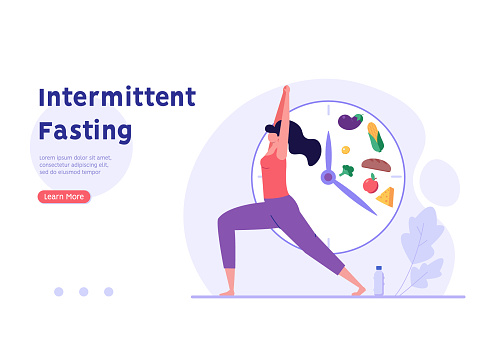 Intermittent
Fasting
Lorem ipsum dolor sit amet,
consectetur adipiscing elit,
sed do eiusmod tempor
Learn More